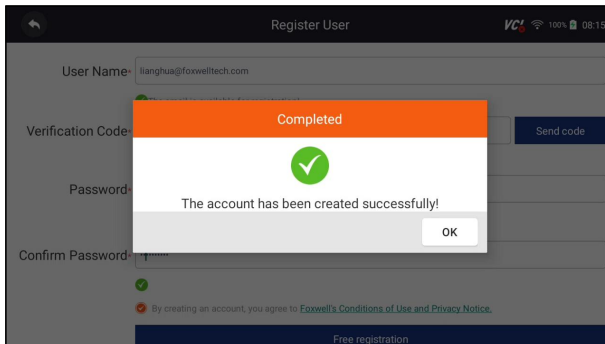 Register User
VCI 100% 08:15
User Name* lianghua@foxwelltech.com
Completed
Verification Code*
Send code
Password*
The account has been created successfully!
OK
Confirm Password*
By creating an account, you agree to Foxwell's Conditions of Use and Privacy Notice.
Free registration